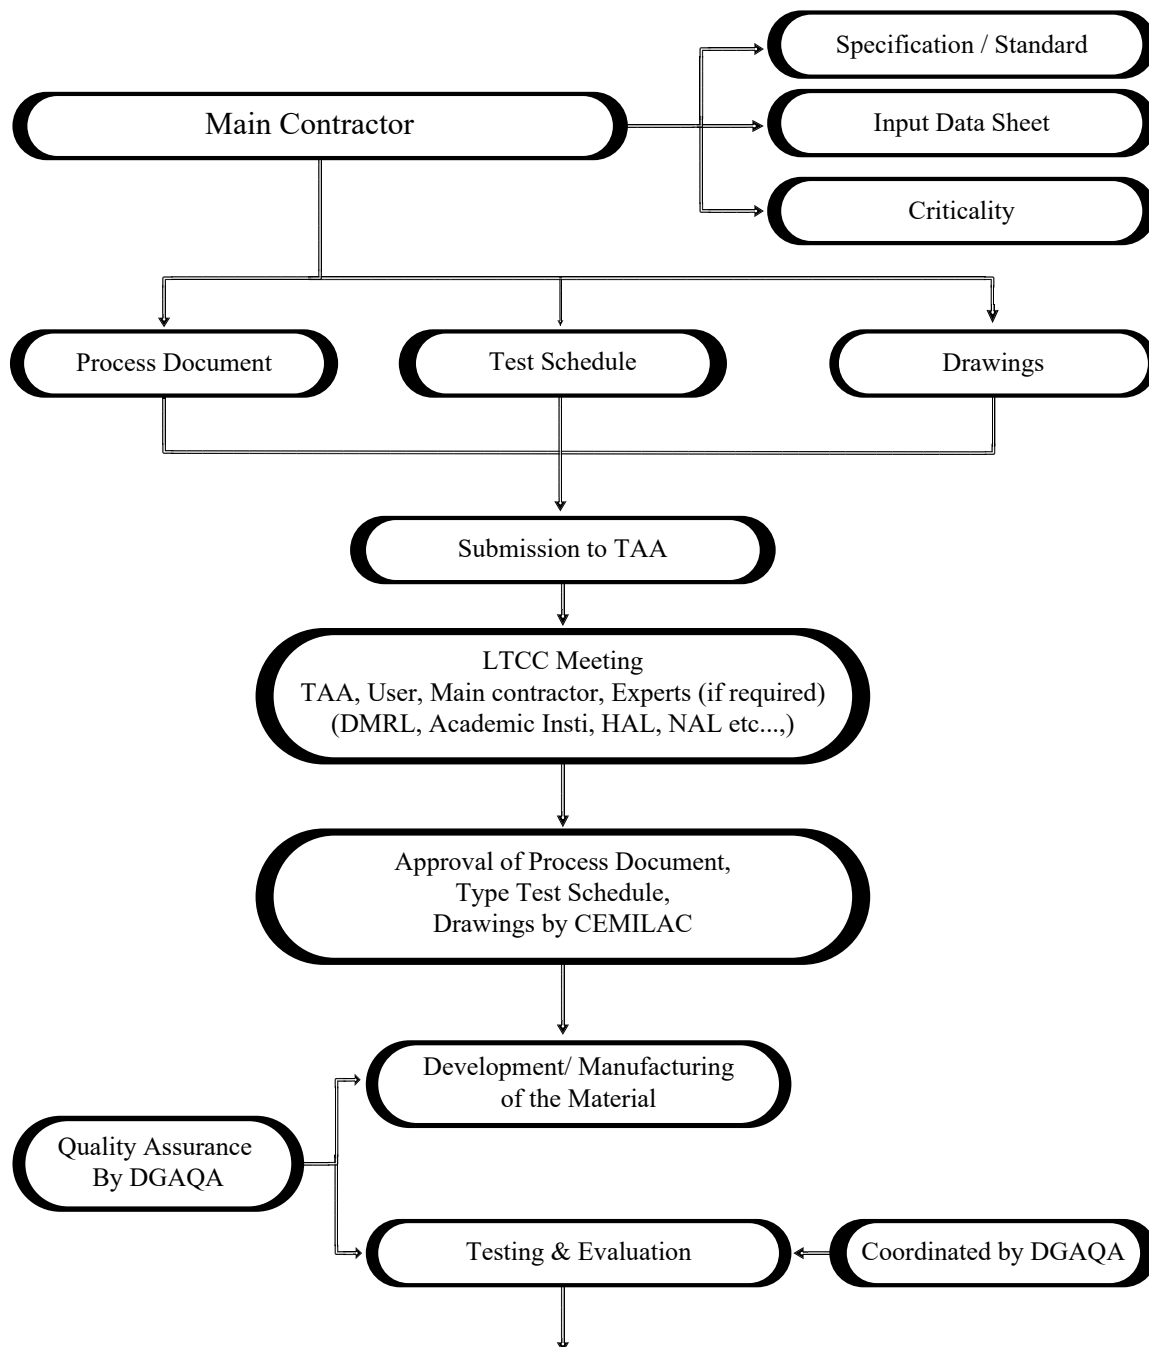 Specification / Standard
Main Contractor
Input Data Sheet
Criticality
Process Document
Test Schedule
Drawings
Submission to TAA
LTCC Meeting
TAA, User, Main contractor, Experts (if required)
(DMRL, Academic Insti, HAL, NAL etc...,)
Approval of Process Document,
Type Test Schedule,
Drawings by CEMILAC
Development/ Manufacturing
of the Material
Quality Assurance
By DGAQA
Testing & Evaluation
Coordinated by DGAQA